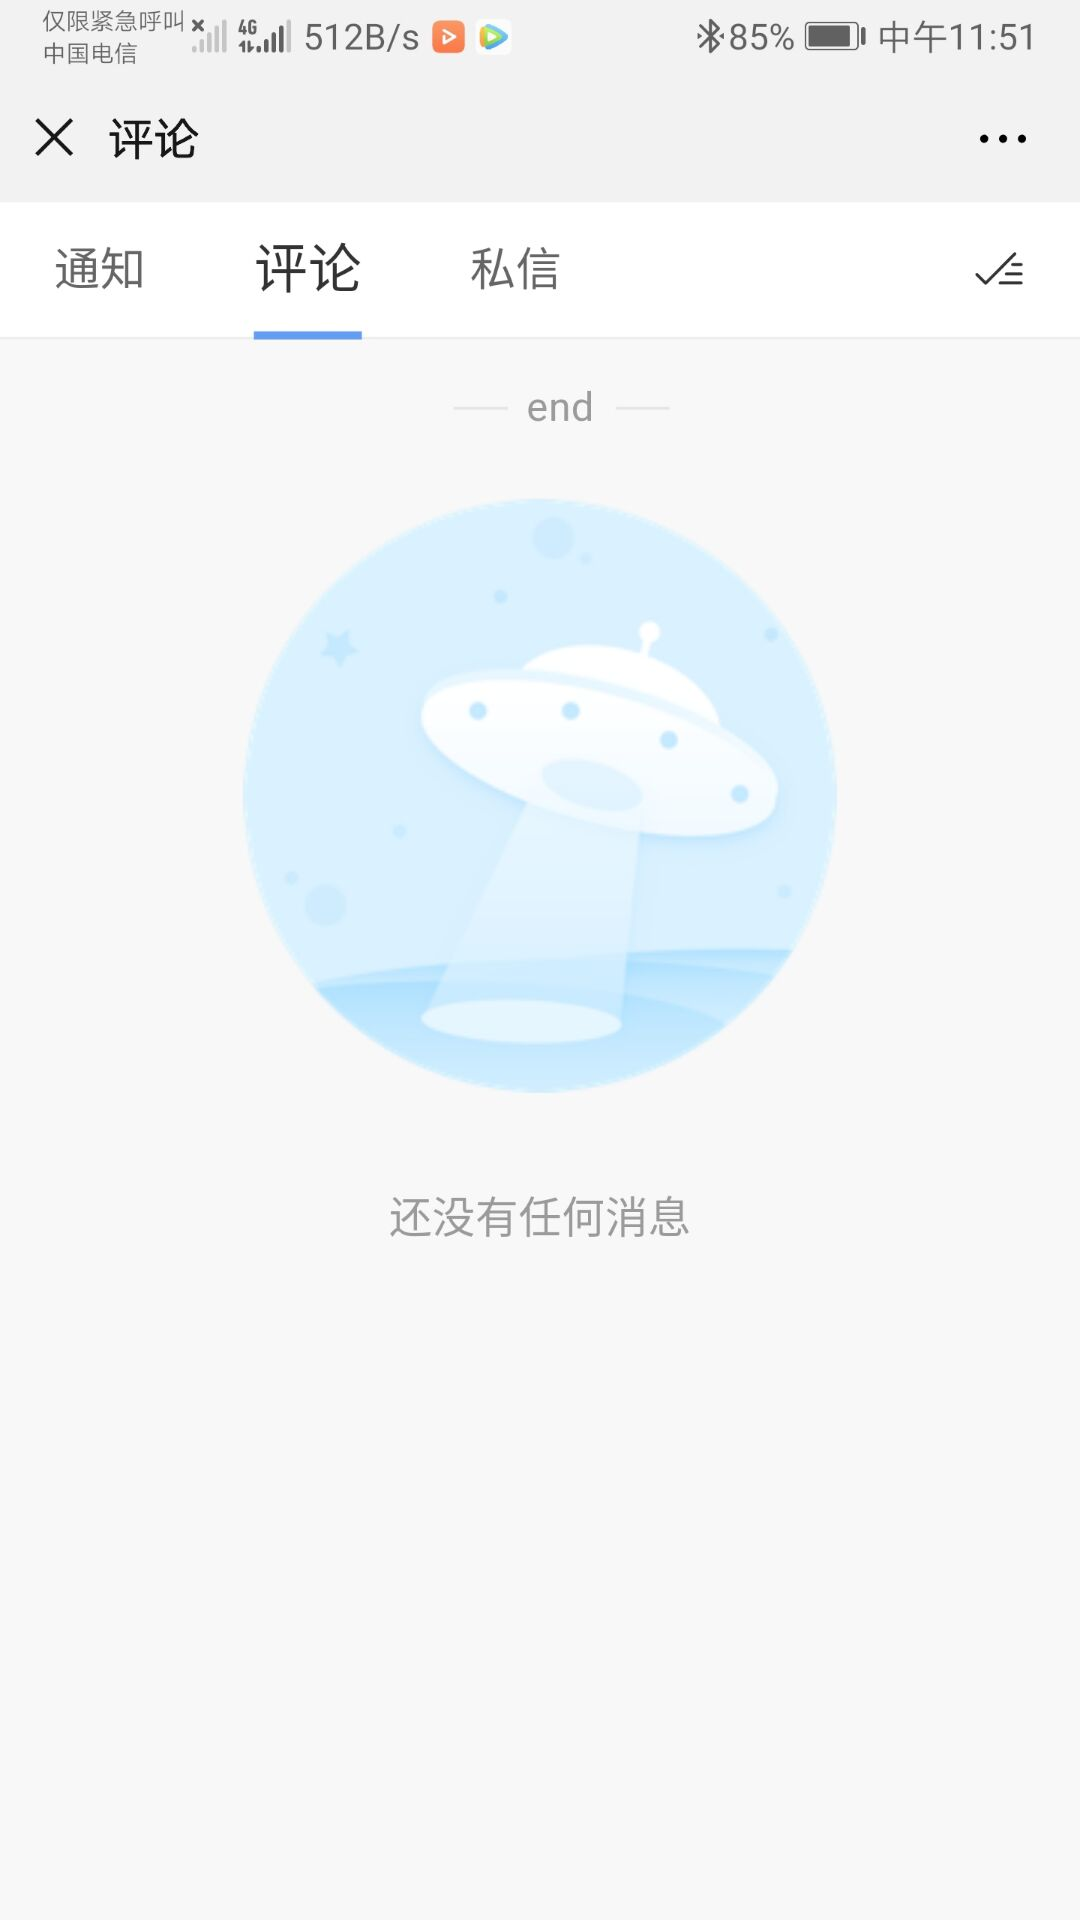 仅限紧急呼叫
中国电信
4G
512B/s
85%
中午11:51
评论
通知
评论
私信
end
还没有任何消息